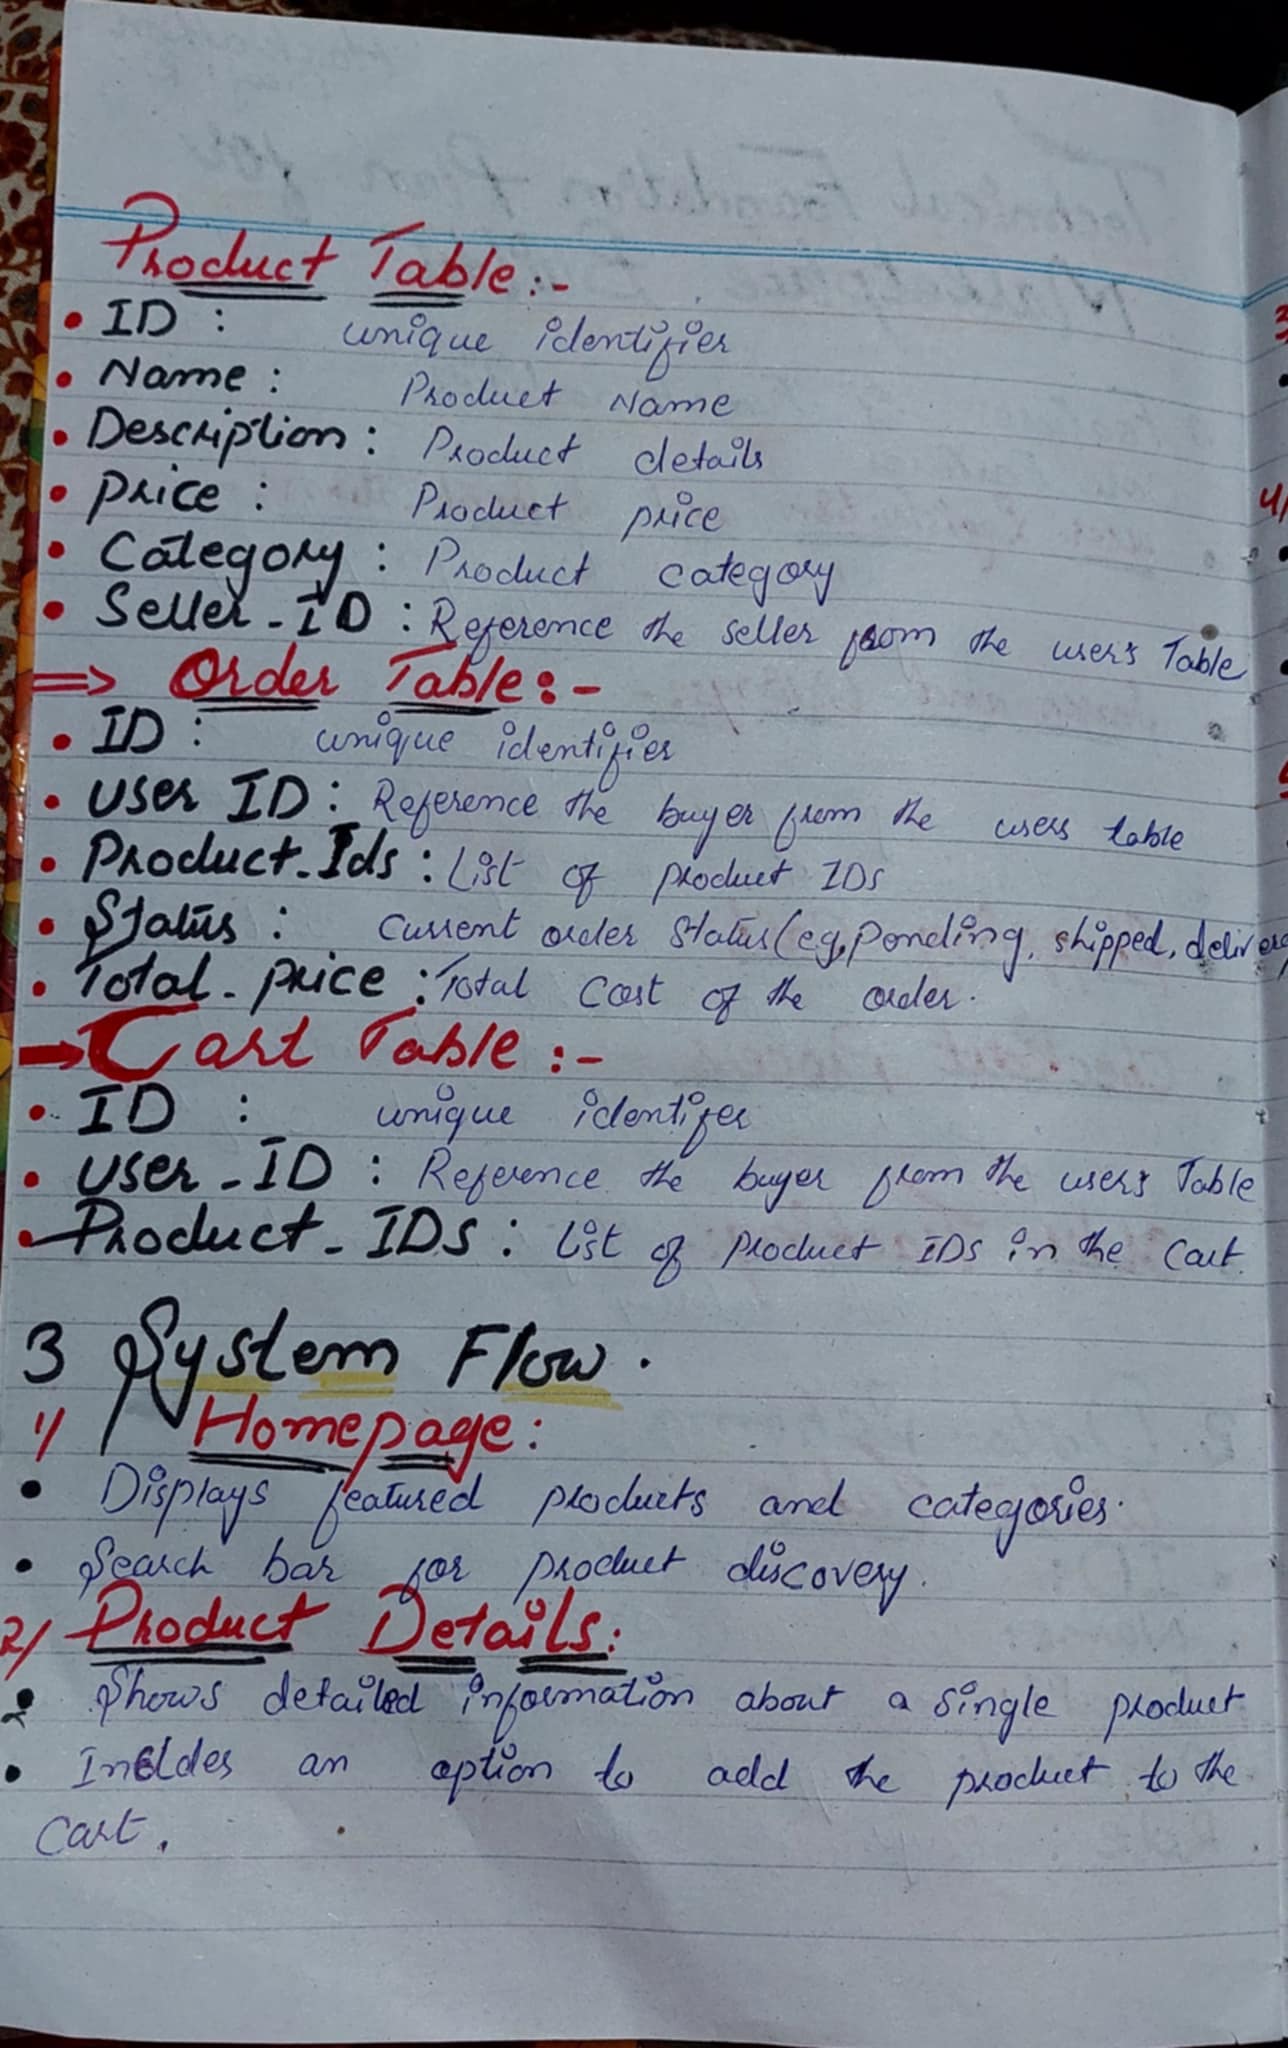 Product Table:-
• ID : unique identifier
• Name : Product Name
• Description : Product details
• price : Product price
• Category : Product category
• Seller_ID : Reference the seller from the users Table
=> Order Table:-
• ID : unique identifier
• user ID : Reference the buyer from the users table
• Product_Ids : List of product IDs
• Status : Current order Status (eg, ponding, shipped, delivere
• Total_price : Total Cost of the order.
→ Cart Table :-
• ID : unique identifer
• user_ID : Reference the buyer from the users Table
• Product_IDs : List of product IDs in the Cart.
3 System Flow.
1/ Homepage:
• Displays featured products and categories.
• Search bar for product discovery.
2/ Product Details:
• Shows detailed information about a single product
• Incldes an option to add the product to the
Cart.